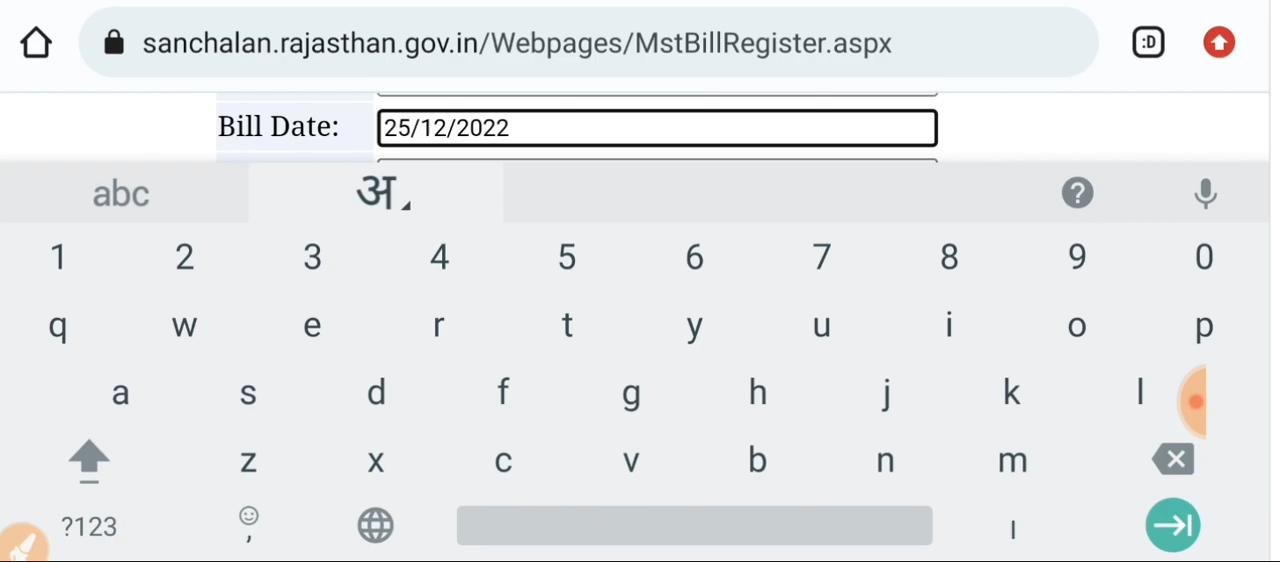 :D
sanchalan.rajasthan.gov.in/Webpages/MstBillRegister.aspx
Bill Date: 25/12/2022
abc अ ?
1 2 3 4 5 6 7 8 9 0
q w e r t y u i o p
a s d f g h j k l
z x c v b n m
?123 , ।